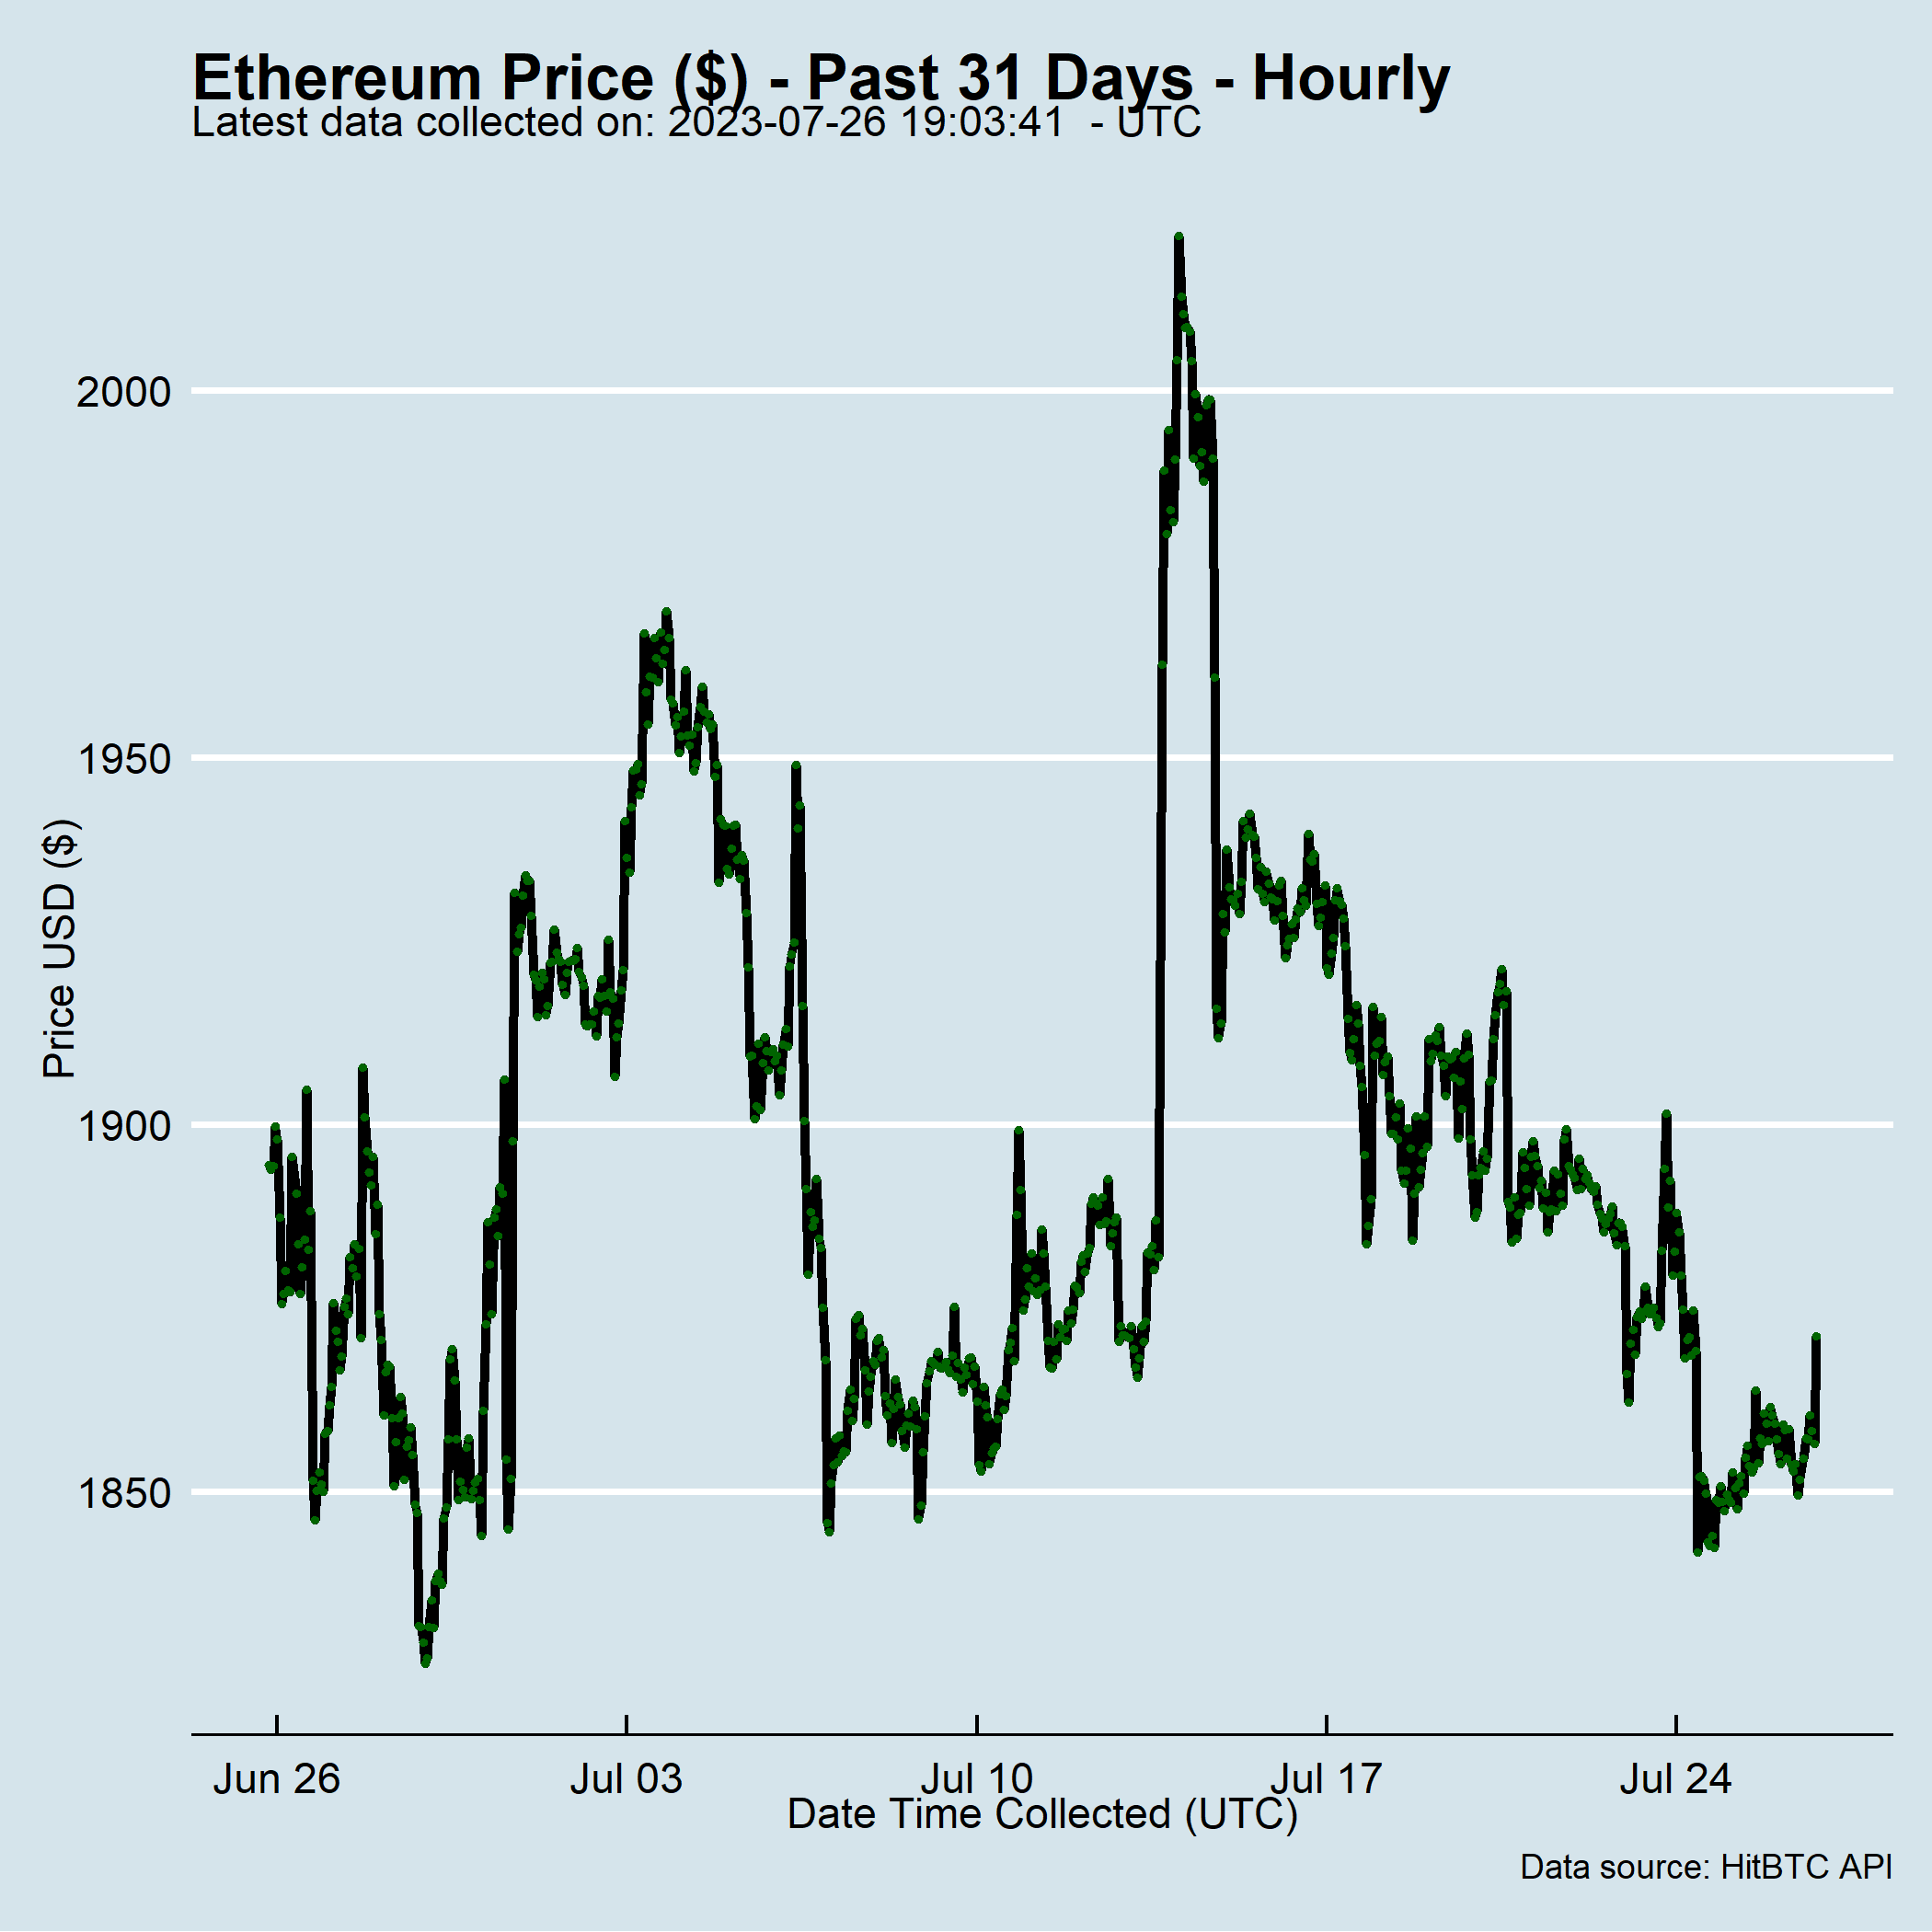 Ethereum Price ($) - Past 31 Days - Hourly
Latest data collected on: 2023-07-26 19:03:41  - UTC
Price USD ($)
2000
1950
1900
1850
Jun 26 Jul 03 Jul 10 Jul 17 Jul 24
Date Time Collected (UTC)
Data source: HitBTC API